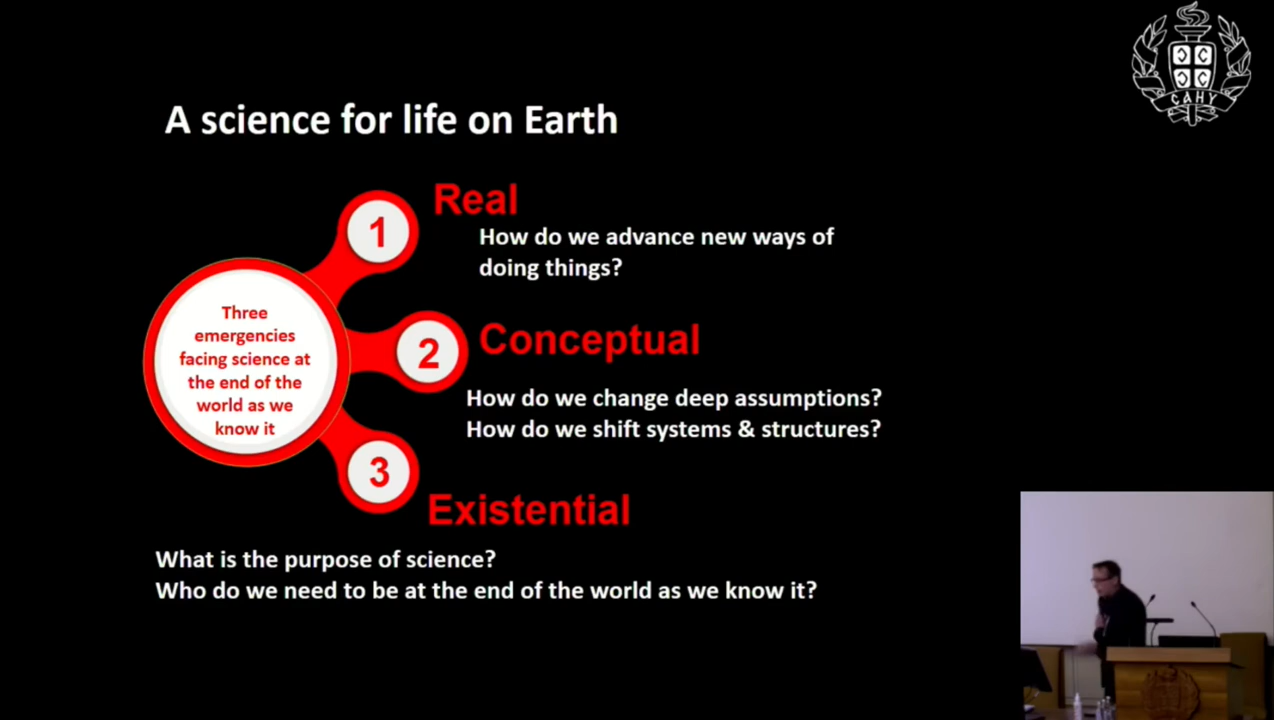 САНУ
A science for life on Earth
Three
emergencies
facing science at
the end of the
world as we
know it
1
Real
How do we advance new ways of
doing things?
2
Conceptual
How do we change deep assumptions?
How do we shift systems & structures?
3
Existential
What is the purpose of science?
Who do we need to be at the end of the world as we know it?